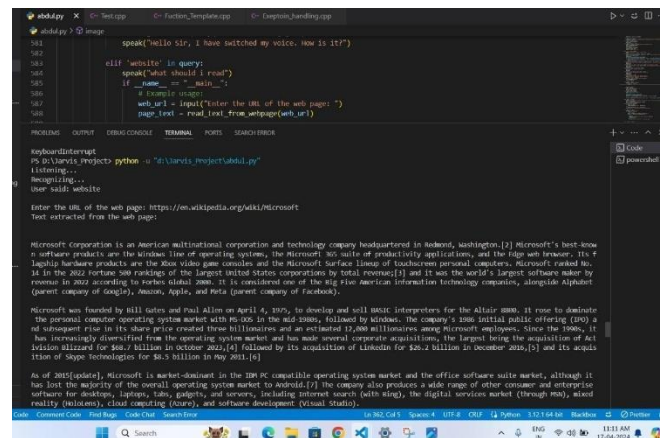 abdul.py X C++ Test.cpp C++ Fuction_Template.cpp C++ Exseptoin_handling.cpp
abdul.py > image
581 speak("Hello Sir, I have switched my voice. How is it?")
582
583 elif 'website' in query:
584 speak("what should i read")
585 if __name__ == "__main__":
586 # Example usage:
587 web_url = input("Enter the URL of the web page: ")
588 page_text = read_text_from_webpage(web_url)
PROBLEMS OUTPUT DEBUG CONSOLE TERMINAL PORTS SEARCH ERROR
Code
powershell
KeyboardInterrupt
PS D:\Jarvis_Project> python -u "d:\Jarvis_Project\abdul.py"
Listening...
Recognizing...
User said: website
Enter the URL of the web page: https://en.wikipedia.org/wiki/Microsoft
Text extracted from the web page:
Microsoft Corporation is an American multinational corporation and technology company headquartered in Redmond, Washington.[2] Microsoft's best-know
n software products are the Windows line of operating systems, the Microsoft 365 suite of productivity applications, and the Edge web browser. Its f
lagship hardware products are the Xbox video game consoles and the Microsoft Surface lineup of touchscreen personal computers. Microsoft ranked No.
14 in the 2022 Fortune 500 rankings of the largest United States corporations by total revenue;[3] and it was the world's largest software maker by
revenue in 2022 according to Forbes Global 2000. It is considered one of the Big Five American information technology companies, alongside Alphabet
(parent company of Google), Amazon, Apple, and Meta (parent company of Facebook).
Microsoft was founded by Bill Gates and Paul Allen on April 4, 1975, to develop and sell BASIC interpreters for the Altair 8800. It rose to dominate
the personal computer operating system market with MS-DOS in the mid-1980s, followed by Windows. The company's 1986 initial public offering (IPO) a
nd subsequent rise in its share price created three billionaires and an estimated 12,000 millionaires among Microsoft employees. Since the 1990s, it
has increasingly diversified from the operating system market and has made several corporate acquisitions, the largest being the acquisition of Act
ivision Blizzard for $68.7 billion in October 2023,[4] followed by its acquisition of LinkedIn for $26.2 billion in December 2016,[5] and its acquis
ition of Skype Technologies for $8.5 billion in May 2011.[6]
As of 2015[update], Microsoft is market-dominant in the IBM PC compatible operating system market and the office software suite market, although it
has lost the majority of the overall operating system market to Android.[7] The company also produces a wide range of other consumer and enterprise
software for desktops, laptops, tabs, gadgets, and servers, including Internet search (with Bing), the digital services market (through MSN), mixed
reality (HoloLens), cloud computing (Azure), and software development (Visual Studio).
Code Comment Code Find Bugs Code Chat Search Error Ln 362, Col 5 Spaces: 4 UTF-8 CRLF Python 3.12.1 64-bit Blackbox Prettier
Search ENG IN 11:11 AM 17-04-2024